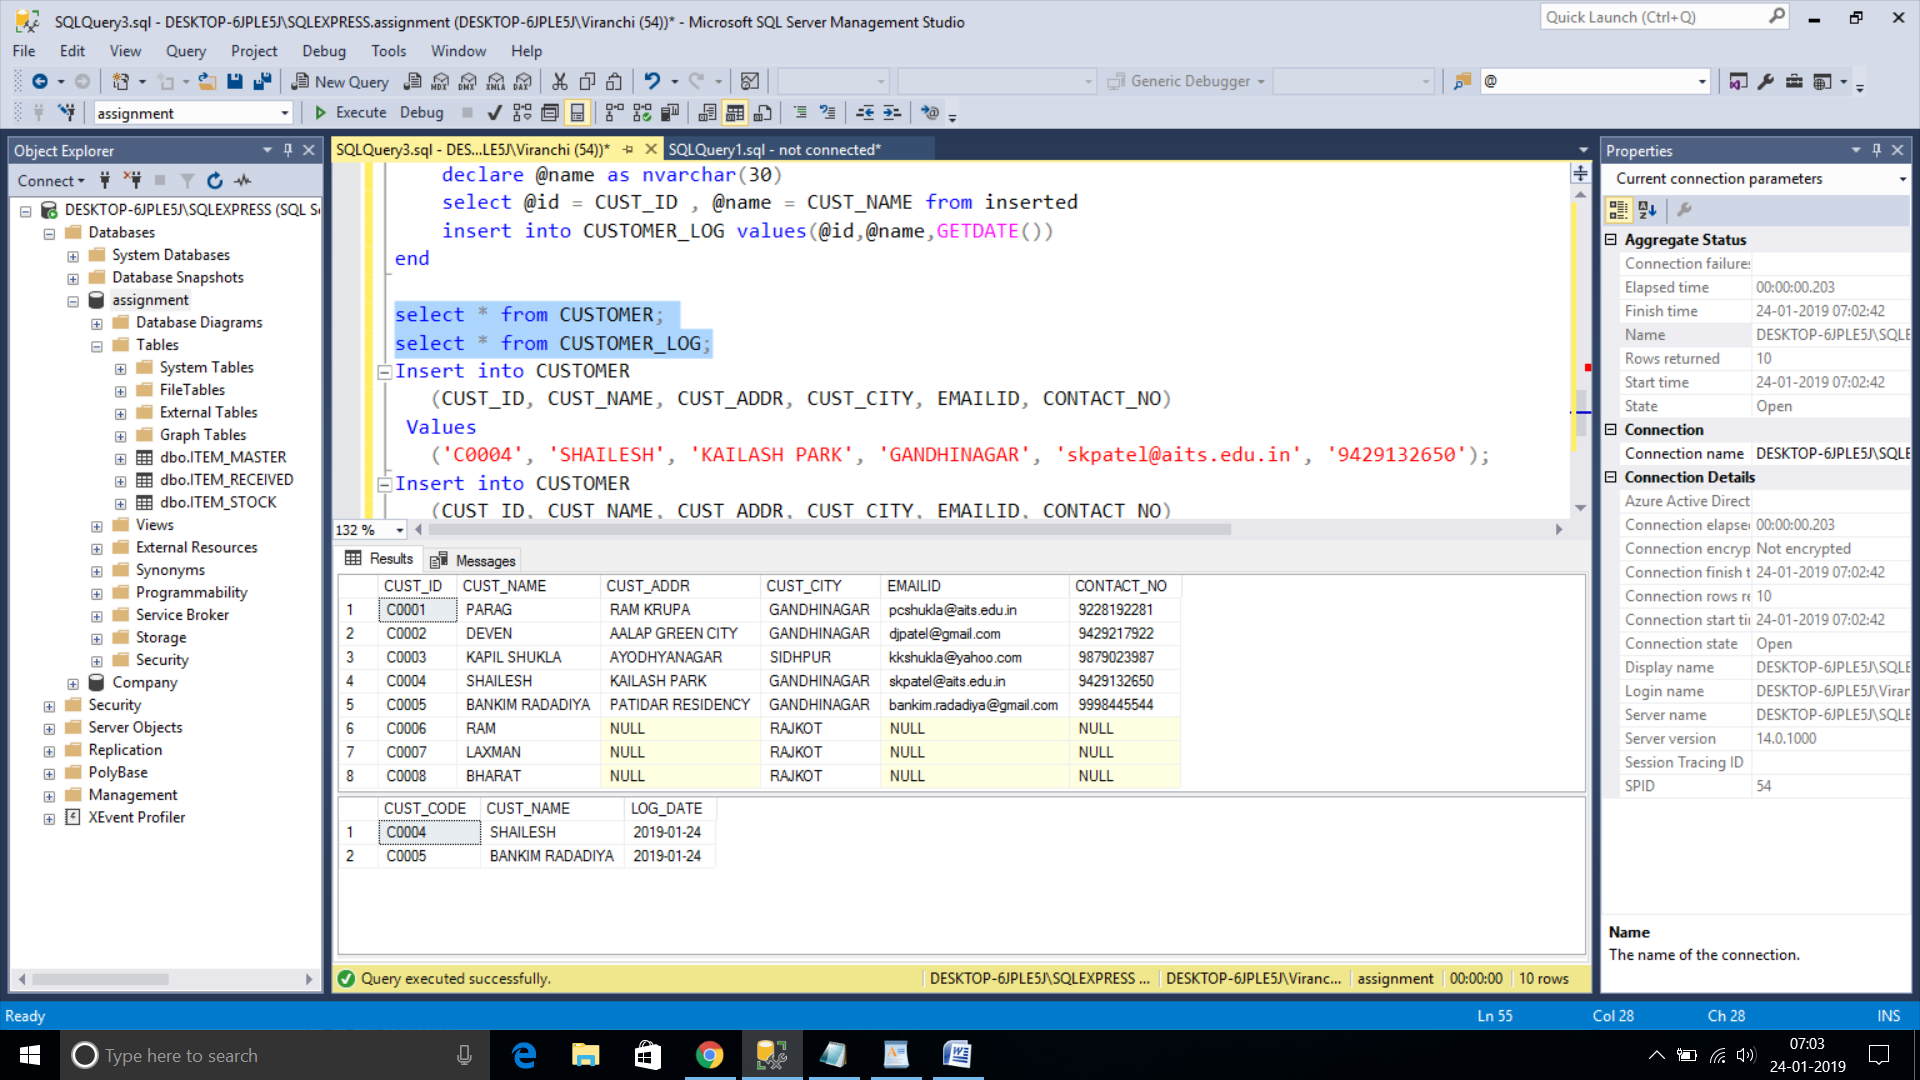 SQLQuery3.sql - DESKTOP-6JPLE5J\SQLEXPRESS.assignment (DESKTOP-6JPLE5J\Viranchi (54))* - Microsoft SQL Server Management Studio
Quick Launch (Ctrl+Q)
File Edit View Query Project Debug Tools Window Help
New Query MDX DMX XMLA DAX Generic Debugger @
assignment Execute Debug
Object Explorer
Connect
DESKTOP-6JPLE5J\SQLEXPRESS (SQL S
Databases
System Databases
Database Snapshots
assignment
Database Diagrams
Tables
System Tables
FileTables
External Tables
Graph Tables
dbo.ITEM_MASTER
dbo.ITEM_RECEIVED
dbo.ITEM_STOCK
Views
External Resources
Synonyms
Programmability
Service Broker
Storage
Security
Company
Security
Server Objects
Replication
PolyBase
Management
XEvent Profiler
SQLQuery3.sql - DES...LE5J\Viranchi (54))* SQLQuery1.sql - not connected*
declare @name as nvarchar(30)
select @id = CUST_ID , @name = CUST_NAME from inserted
insert into CUSTOMER_LOG values(@id,@name,GETDATE())
end
select * from CUSTOMER;
select * from CUSTOMER_LOG;
Insert into CUSTOMER
(CUST_ID, CUST_NAME, CUST_ADDR, CUST_CITY, EMAILID, CONTACT_NO)
Values
('C0004', 'SHAILESH', 'KAILASH PARK', 'GANDHINAGAR', 'skpatel@aits.edu.in', '9429132650');
Insert into CUSTOMER
(CUST_ID, CUST_NAME, CUST_ADDR, CUST_CITY, EMAILID, CONTACT_NO)
132 %
Results Messages
CUST_ID CUST_NAME CUST_ADDR CUST_CITY EMAILID CONTACT_NO
1 C0001 PARAG RAM KRUPA GANDHINAGAR pcshukla@aits.edu.in 9228192281
2 C0002 DEVEN AALAP GREEN CITY GANDHINAGAR djpatel@gmail.com 9429217922
3 C0003 KAPIL SHUKLA AYODHYANAGAR SIDHPUR kkshukla@yahoo.com 9879023987
4 C0004 SHAILESH KAILASH PARK GANDHINAGAR skpatel@aits.edu.in 9429132650
5 C0005 BANKIM RADADIYA PATIDAR RESIDENCY GANDHINAGAR bankim.radadiya@gmail.com 9998445544
6 C0006 RAM NULL RAJKOT NULL NULL
7 C0007 LAXMAN NULL RAJKOT NULL NULL
8 C0008 BHARAT NULL RAJKOT NULL NULL
CUST_CODE CUST_NAME LOG_DATE
1 C0004 SHAILESH 2019-01-24
2 C0005 BANKIM RADADIYA 2019-01-24
Query executed successfully. DESKTOP-6JPLE5J\SQLEXPRESS ... DESKTOP-6JPLE5J\Viranc... assignment 00:00:00 10 rows
Properties
Current connection parameters
Aggregate Status
Connection failures
Elapsed time 00:00:00.203
Finish time 24-01-2019 07:02:42
Name DESKTOP-6JPLE5J\SQLE
Rows returned 10
Start time 24-01-2019 07:02:42
State Open
Connection
Connection name DESKTOP-6JPLE5J\SQLE
Connection Details
Azure Active Direct
Connection elapse 00:00:00.203
Connection encryp Not encrypted
Connection finish t 24-01-2019 07:02:42
Connection rows re 10
Connection start ti 24-01-2019 07:02:42
Connection state Open
Display name DESKTOP-6JPLE5J\SQLE
Login name DESKTOP-6JPLE5J\Viran
Server name DESKTOP-6JPLE5J\SQLE
Server version 14.0.1000
Session Tracing ID
SPID 54
Name
The name of the connection.
Ready Ln 55 Col 28 Ch 28 INS
Type here to search
07:03
24-01-2019